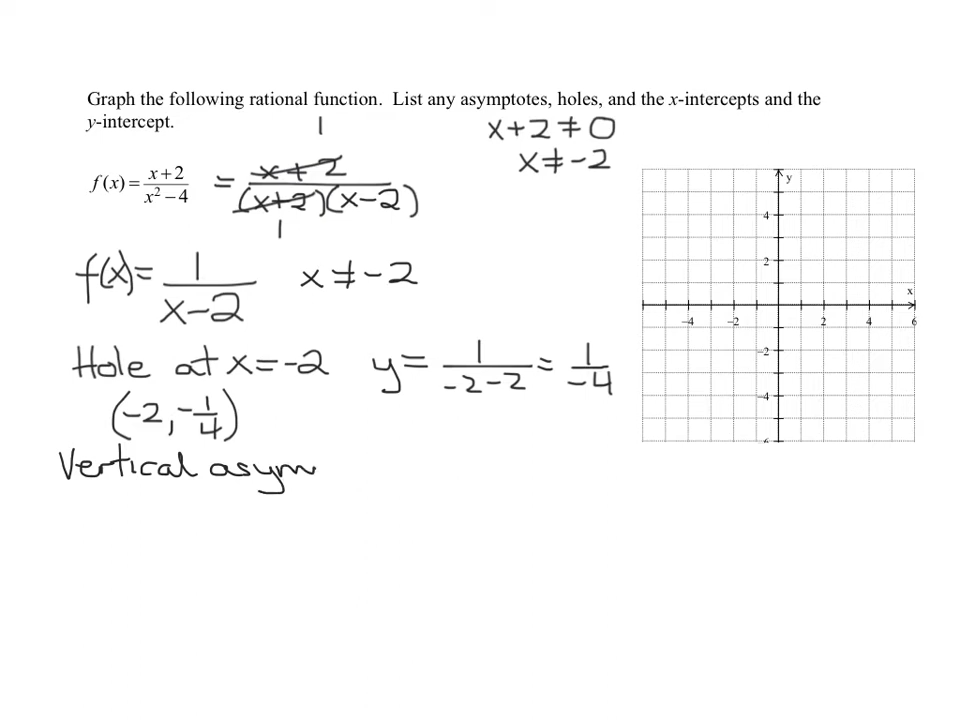 Graph the following rational function.  List any asymptotes, holes, and the x-intercepts and the
y-intercept.
1
x+2≠0
x≠-2
f(x) = x+2 / x² − 4 = x+2 / (x+2)(x-2)
1
f(x)= 1 / x-2   x≠-2
Hole at x=-2   y= 1 / -2-2 = 1 / -4
(-2, -1/4)
Vertical asym
y
4
2
x
-4 -2 2 4 6
-2
-4